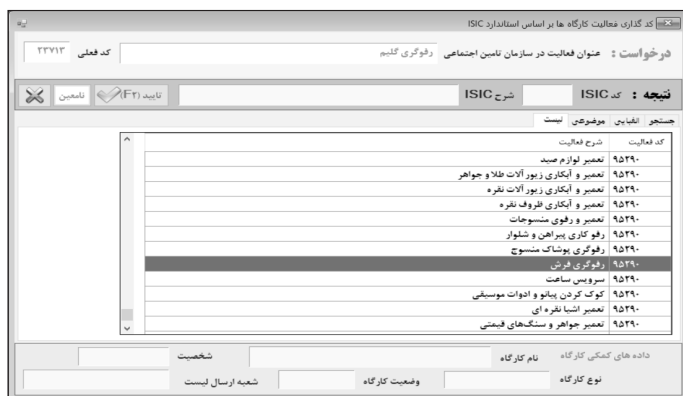 کد گذاری فعالیت کارگاه ها بر اساس استاندارد ISIC
درخواست : عنوان فعالیت در سازمان تامین اجتماعی رفوگری گلیم کد فعلی ۲۳۷۱۳
نتیجه : کد ISIC شرح ISIC تایید (F۲) نامعین
جستجو الفبایی موضوعی لیست
کد فعالیت شرح فعالیت
۹۵۲۹۰ تعمیر لوازم صید
۹۵۲۹۰ تعمیر و آبکاری زیور آلات طلا و جواهر
۹۵۲۹۰ تعمیر و آبکاری زیور آلات نقره
۹۵۲۹۰ تعمیر و آبکاری ظروف نقره
۹۵۲۹۰ تعمیر و رفوی منسوجات
۹۵۲۹۰ رفو کاری پیراهن و شلوار
۹۵۲۹۰ رفوگری پوشاک منسوج
۹۵۲۹۰ رفوگری فرش
۹۵۲۹۰ سرویس ساعت
۹۵۲۹۰ کوک کردن پیانو و ادوات موسیقی
۹۵۲۹۰ تعمیر اشیا نقره ای
۹۵۲۹۰ تعمیر جواهر و سنگ‌های قیمتی
داده های کمکی کارگاه نام کارگاه شخصیت
نوع کارگاه وضعیت کارگاه شعبه ارسال لیست